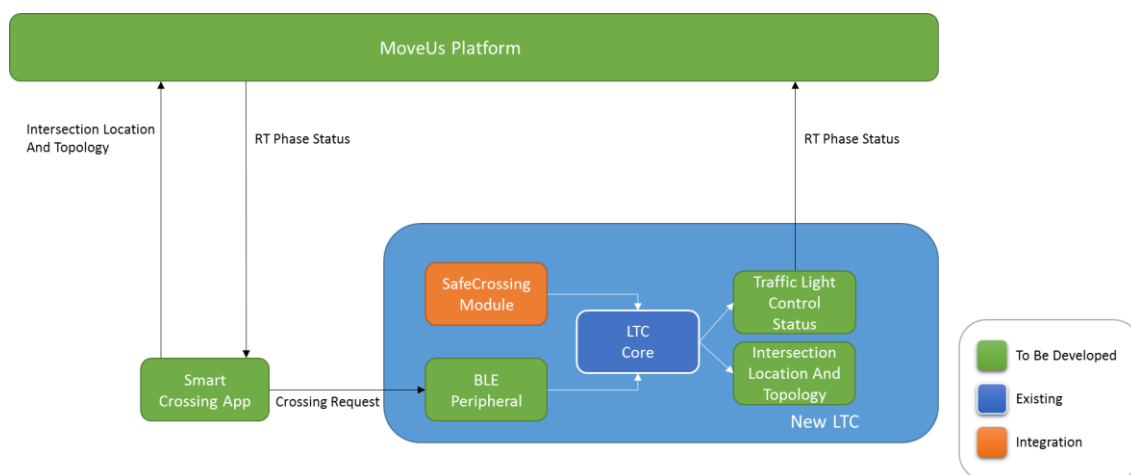 MoveUs Platform
Intersection Location
And Topology
RT Phase Status
RT Phase Status
SafeCrossing
Module
Traffic Light
Control
Status
LTC
Core
Smart
Crossing App
Crossing Request
BLE
Peripheral
Intersection
Location And
Topology
New LTC
To Be Developed
Existing
Integration